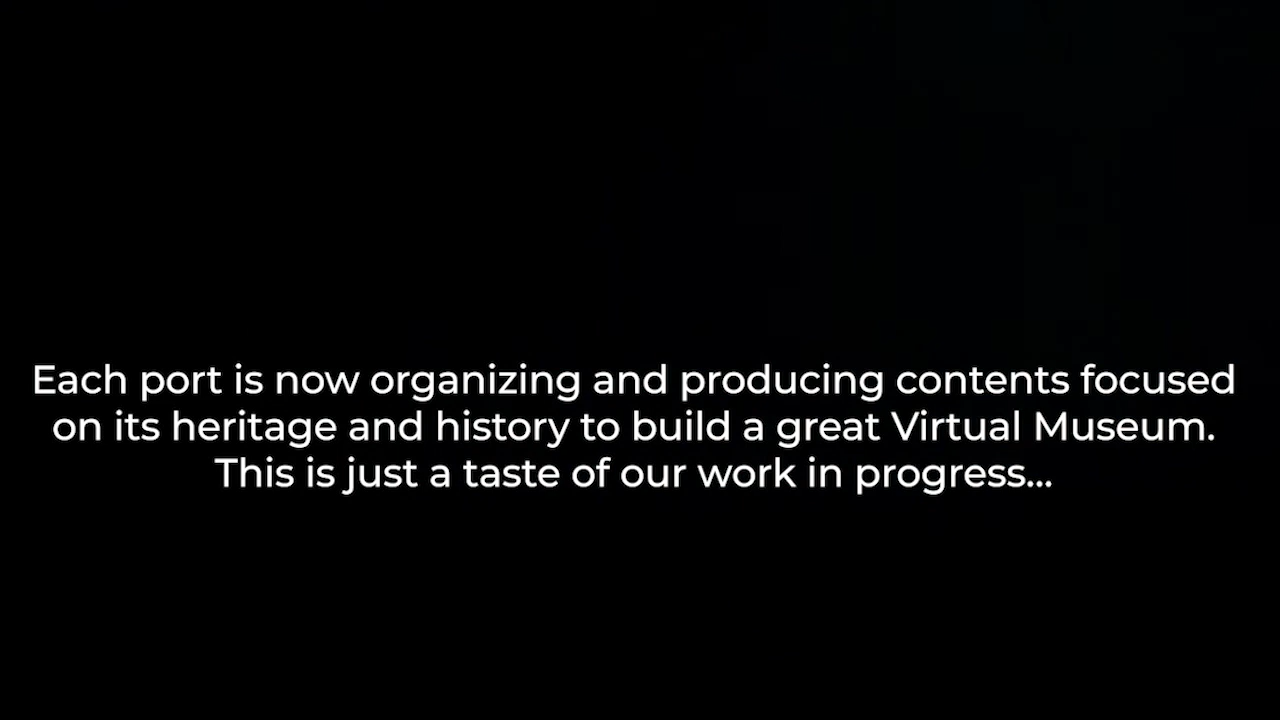 Each port is now organizing and producing contents focused
on its heritage and history to build a great Virtual Museum.
This is just a taste of our work in progress...